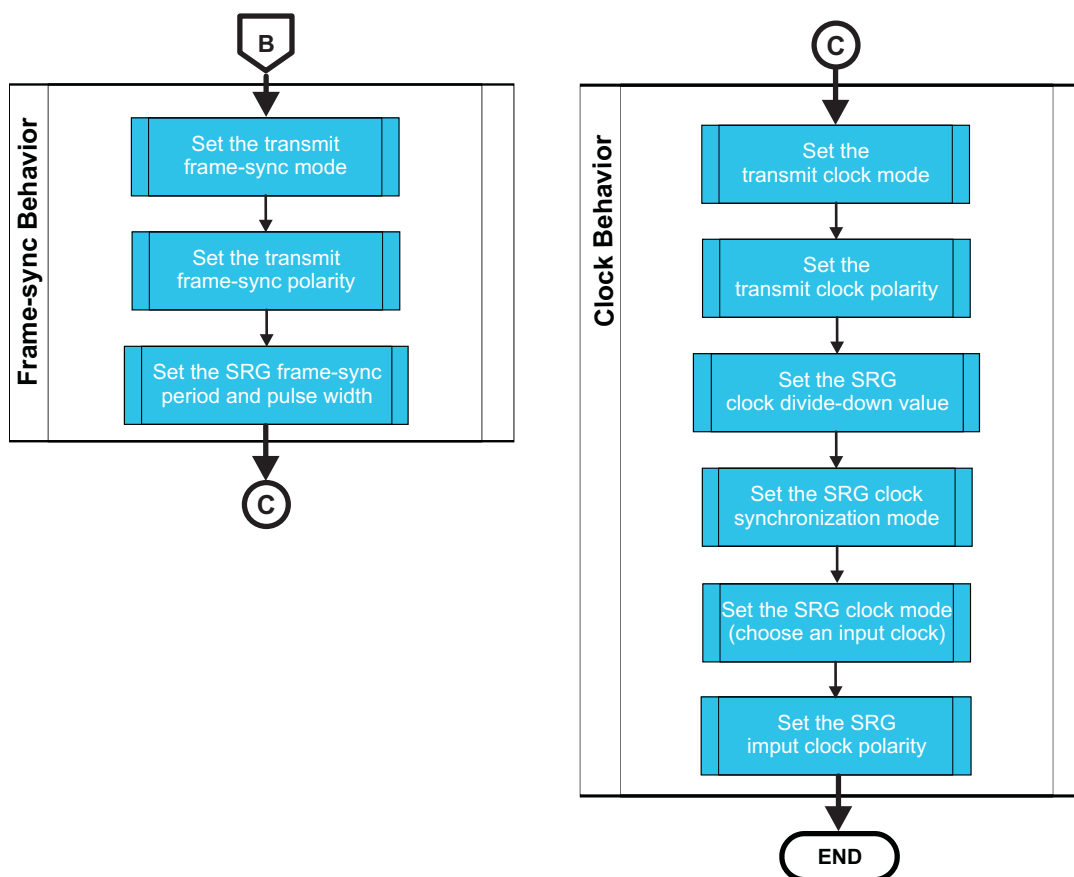 B
Frame-sync Behavior
Set the transmit
frame-sync mode
Set the transmit
frame-sync polarity
Set the SRG frame-sync
period and pulse width
C
C
Clock Behavior
Set the
transmit clock mode
Set the
transmit clock polarity
Set the SRG
clock divide-down value
Set the SRG clock
synchronization mode
Set the SRG clock mode
(choose an input clock)
Set the SRG
imput clock polarity
END